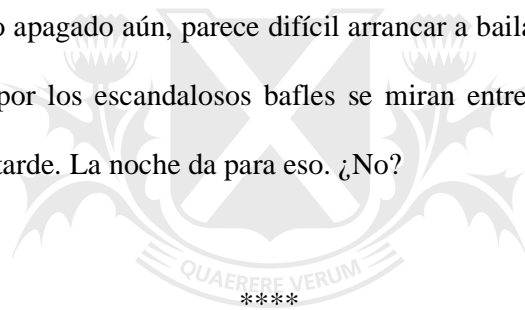 o apagado aún, parece difícil arrancar a baila
por los escandalosos bafles se miran entre
tarde. La noche da para eso. ¿No?
QUAERERE VERUM
****